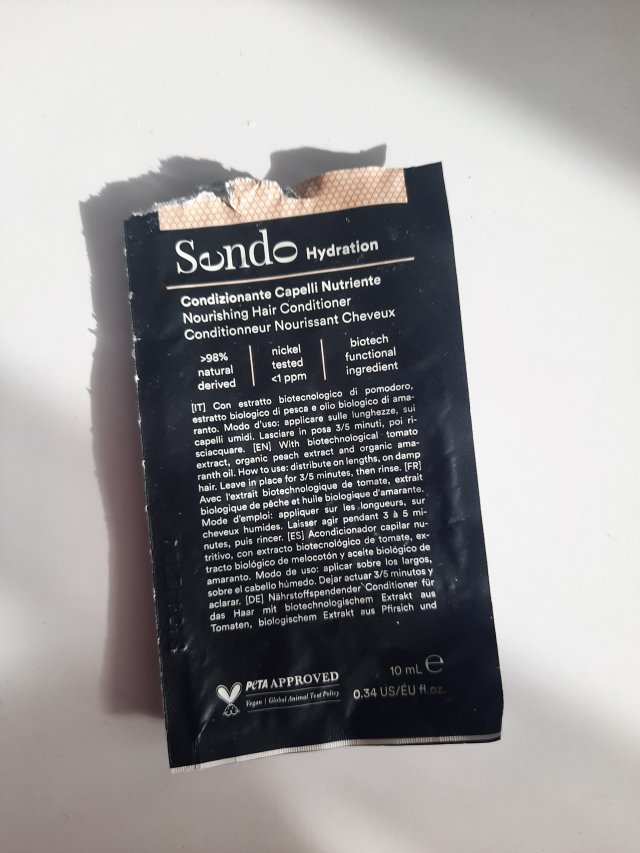 Sendo Hydration
Condizionante Capelli Nutriente
Nourishing Hair Conditioner
Conditionneur Nourissant Cheveux
>98%
natural
derived
nickel
tested
<1 ppm
biotech
functional
ingredient
[IT] Con estratto biotecnologico di pomodoro,
estratto biologico di pesca e olio biologico di ama-
ranto. Modo d'uso: applicare sulle lunghezze, sui
capelli umidi. Lasciare in posa 3/5 minuti, poi ri-
sciacquare. [EN] With biotechnological tomato
extract, organic peach extract and organic ama-
ranth oil. How to use: distribute on lengths, on damp
hair. Leave in place for 3/5 minutes, then rinse. [FR]
Avec l'extrait biotechnologique de tomate, extrait
biologique de pêche et huile biologique d'amarante.
Mode d'emploi: appliquer sur les longueurs, sur
cheveux humides. Laisser agir pendant 3 à 5 mi-
nutes, puis rincer. [ES] Acondicionador capilar nu-
tritivo, con extracto biotecnológico de tomate, ex-
tracto biológico de melocotón y aceite biológico de
amaranto. Modo de uso: aplicar sobre los largos,
sobre el cabello húmedo. Dejar actuar 3/5 minutos y
aclarar. [DE] Nährstoffspendender Conditioner für
das Haar mit biotechnologischem Extrakt aus
Tomaten, biologischem Extrakt aus Pfirsich und
PETA APPROVED
Vegan | Global Animal Test Policy
10 mL e
0.34 US/EU fl.oz.